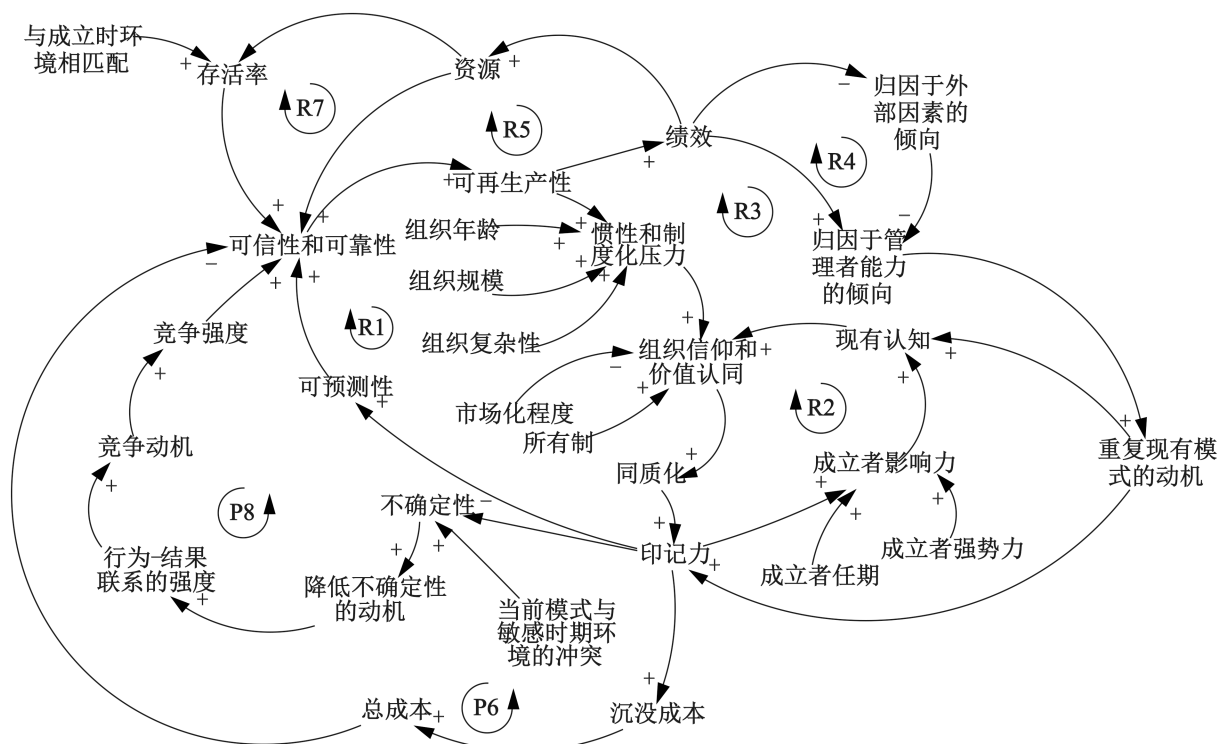 与成立时环
境相匹配
+
存活率
资源
+
R7
R5
绩效
+
−
归因于外
部因素的
倾向
R4
+
可再生产性
R3
+
−
归因于管
理者能力
的倾向
+
+
可信性和可靠性
−
+
+
组织年龄
+
+
惯性和制
度化压力
组织规模
+
+
组织复杂性
R1
竞争强度
+
+
组织信仰和+
价值认同
−
+
现有认知
+
+
可预测性
+
市场化程度
所有制
R2
竞争动机
+
同质化
+
成立者影响力
+
+
+
+
重复现有模
式的动机
P8
不确定性
−
+
+
印记力
+
成立者强势力
成立者任期
行为−结果
联系的强度
+
降低不确定性
的动机
+
当前模式与
敏感时期环
境的冲突
总成本
+
P6
+
沉没成本